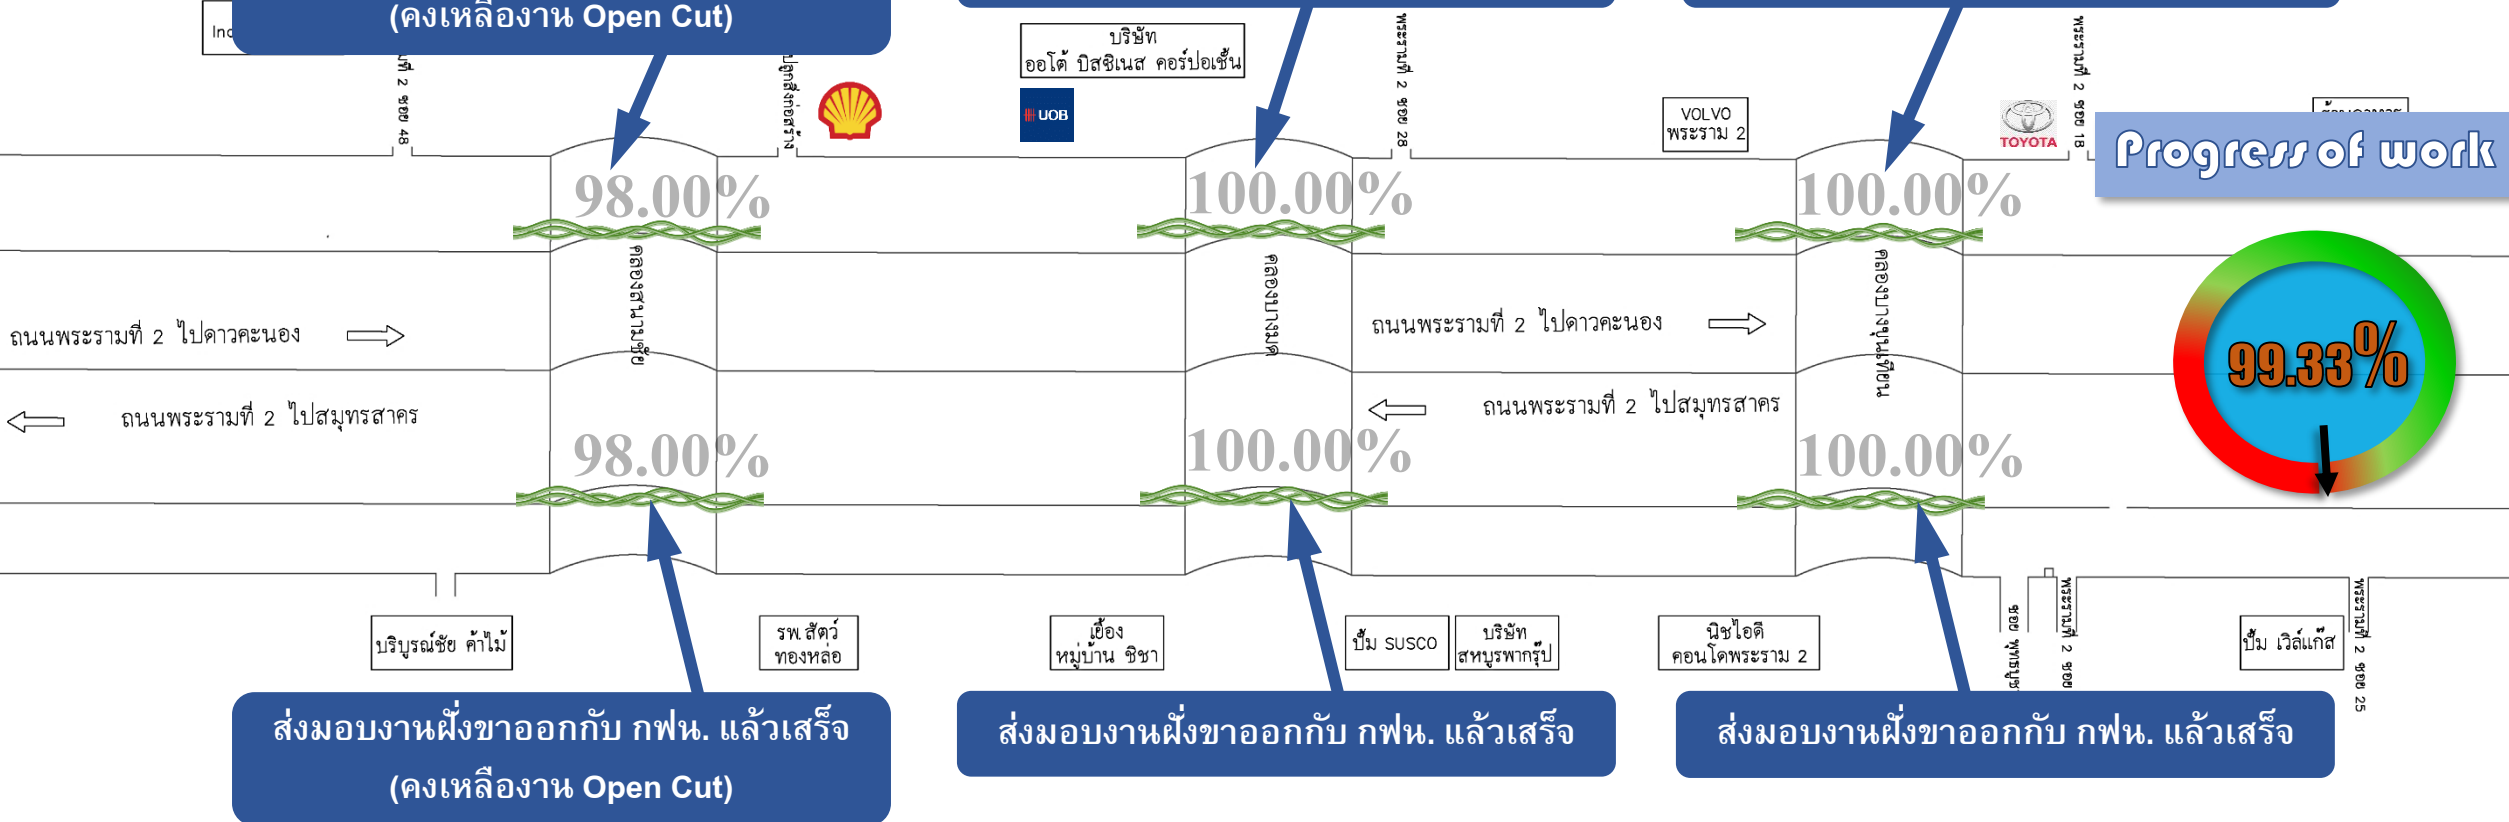 (คงเหลืองาน Open Cut)
บริษัท
ออโต้ บิสซิเนส คอร์ปอเชั้น
UOB
พระรามที่ 2 ซอย 28
VOLVO
พระราม 2
TOYOTA
พระรามที่ 2 ซอย 18
Progress of work
98.00%
100.00%
100.00%
คลองสนามชัย
คลองบางมด
คลองบางขุนเทียน
ถนนพระรามที่ 2 ไปดาวคะนอง
ถนนพระรามที่ 2 ไปดาวคะนอง
99.33%
ถนนพระรามที่ 2 ไปสมุทรสาคร
ถนนพระรามที่ 2 ไปสมุทรสาคร
98.00%
100.00%
100.00%
บริบูรณ์ชัย ค้าไม้
รพ.สัตว์
ทองหล่อ
เยื้อง
หมู่บ้าน ชิชา
ปั๊ม SUSCO
บริษัท
สหบูรพากรุ๊ป
นิชไอดี
คอนโดพระราม 2
พระรามที่ 2 ซอย
ปั๊ม เวิล์แก๊ส
พระรามที่ 2 ซอย 25
ส่งมอบงานฝั่งขาออกกับ กฟน. แล้วเสร็จ
(คงเหลืองาน Open Cut)
ส่งมอบงานฝั่งขาออกกับ กฟน. แล้วเสร็จ
ส่งมอบงานฝั่งขาออกกับ กฟน. แล้วเสร็จ